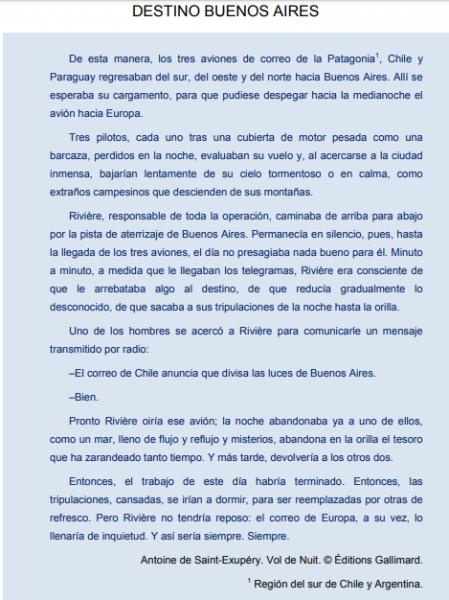 DESTINO BUENOS AIRES
De esta manera, los tres aviones de correo de la Patagonia¹, Chile y
Paraguay regresaban del sur, del oeste y del norte hacia Buenos Aires. Allí se
esperaba su cargamento, para que pudiese despegar hacia la medianoche el
avión hacia Europa.
Tres pilotos, cada uno tras una cubierta de motor pesada como una
barcaza, perdidos en la noche, evaluaban su vuelo y, al acercarse a la ciudad
inmensa, bajarían lentamente de su cielo tormentoso o en calma, como
extraños campesinos que descienden de sus montañas.
Rivière, responsable de toda la operación, caminaba de arriba para abajo
por la pista de aterrizaje de Buenos Aires. Permanecía en silencio, pues, hasta
la llegada de los tres aviones, el día no presagiaba nada bueno para él. Minuto
a minuto, a medida que le llegaban los telegramas, Rivière era consciente de
que le arrebataba algo al destino, de que reducía gradualmente lo
desconocido, de que sacaba a sus tripulaciones de la noche hasta la orilla.
Uno de los hombres se acercó a Rivière para comunicarle un mensaje
transmitido por radio:
–El correo de Chile anuncia que divisa las luces de Buenos Aires.
–Bien.
Pronto Rivière oiría ese avión; la noche abandonaba ya a uno de ellos,
como un mar, lleno de flujo y reflujo y misterios, abandona en la orilla el tesoro
que ha zarandeado tanto tiempo. Y más tarde, devolvería a los otros dos.
Entonces, el trabajo de este día habría terminado. Entonces, las
tripulaciones, cansadas, se irían a dormir, para ser reemplazadas por otras de
refresco. Pero Rivière no tendría reposo: el correo de Europa, a su vez, lo
llenaría de inquietud. Y así sería siempre. Siempre.
Antoine de Saint-Exupéry. Vol de Nuit. © Éditions Gallimard.
¹ Región del sur de Chile y Argentina.